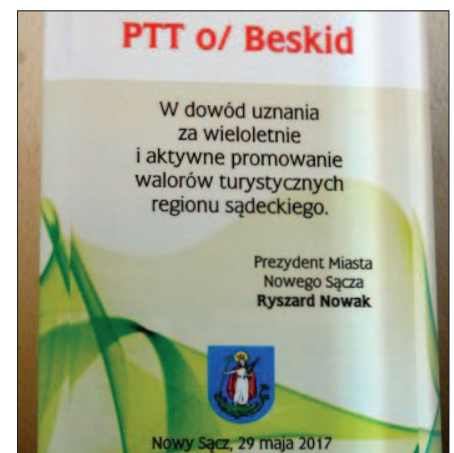 PTT o/ Beskid
W dowód uznania
za wieloletnie
i aktywne promowanie
walorów turystycznych
regionu sądeckiego.
Prezydent Miasta
Nowego Sącza
Ryszard Nowak
Nowy Sącz, 29 maja 2017